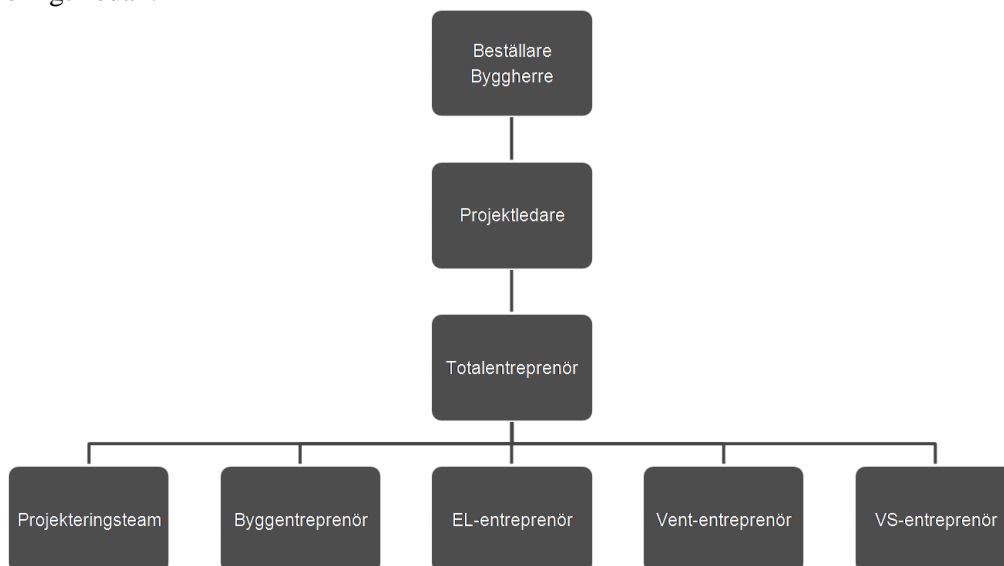 Beställare
Byggherre
Projektledare
Totalentreprenör
Projekteringsteam
Byggentreprenör
EL-entreprenör
Vent-entreprenör
VS-entreprenör